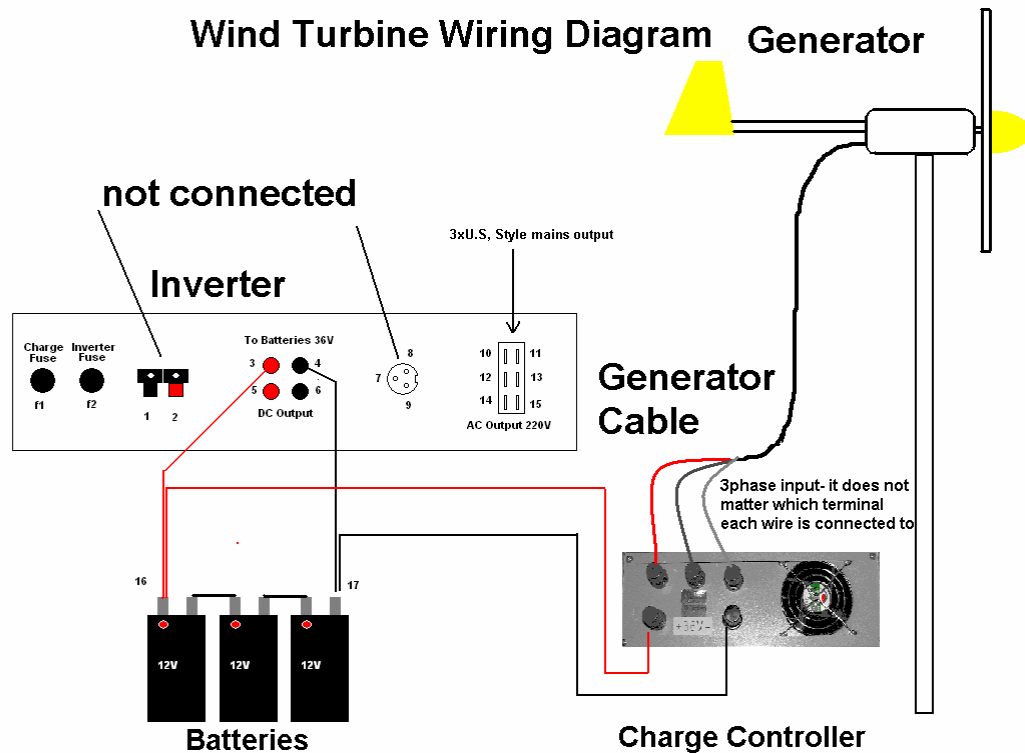 Wind Turbine Wiring Diagram
Generator
not connected
3xU.S, Style mains output
Inverter
Charge
Fuse
f1
Inverter
Fuse
f2
1
2
To Batteries 36V
3
4
5
6
DC Output
7
8
9
10
11
12
13
14
15
AC Output 220V
Generator
Cable
3phase input- it does not
matter which terminal
each wire is connected to
16
17
12V
12V
12V
+36V-
Batteries
Charge Controller